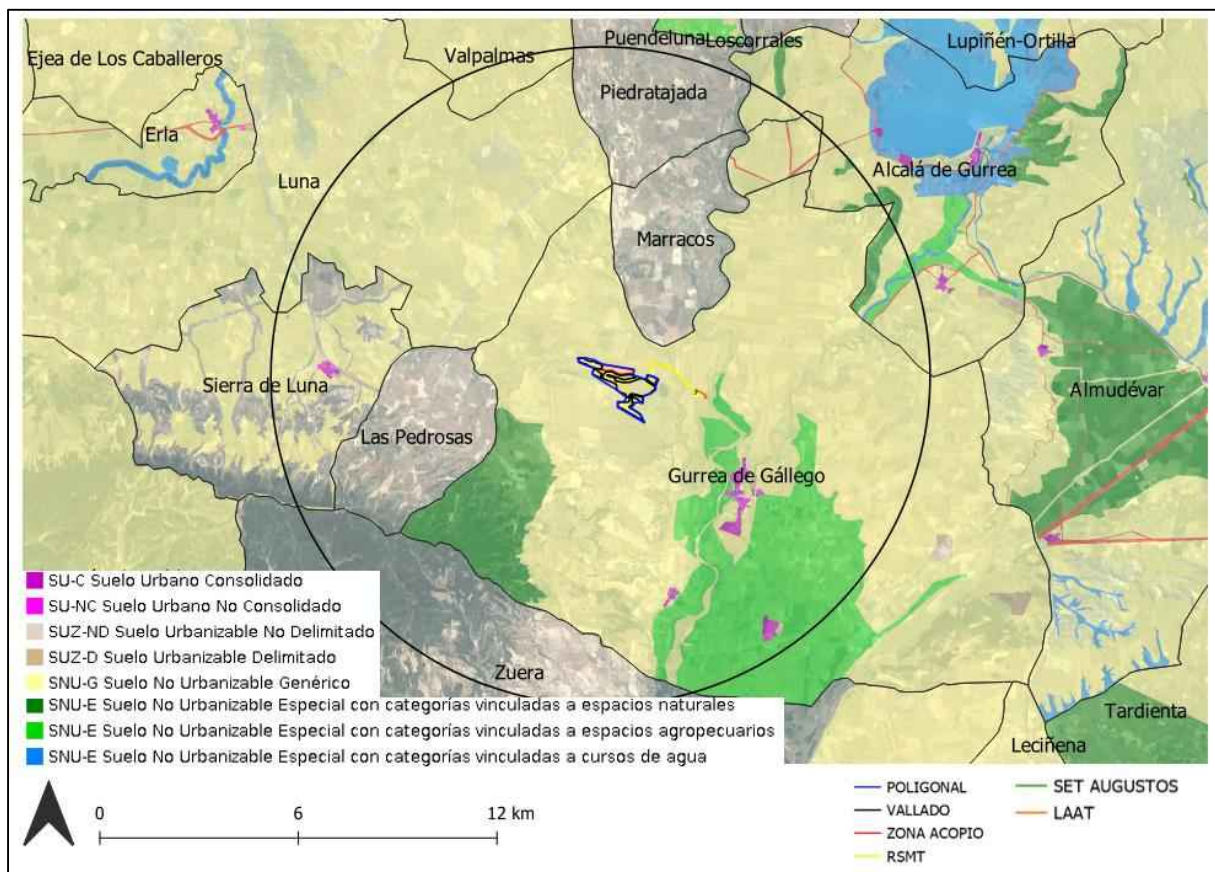 Ejea de Los Caballeros
Valpalmas
Puendeluna
Loscorrales
Lupiñén-Ortilla
Piedratajada
Erla
Luna
Alcalá de Gurrea
Marracos
Sierra de Luna
Almudévar
Las Pedrosas
Gurrea de Gállego
Zuera
Tardienta
Leciñena
SU-C Suelo Urbano Consolidado
SU-NC Suelo Urbano No Consolidado
SUZ-ND Suelo Urbanizable No Delimitado
SUZ-D Suelo Urbanizable Delimitado
SNU-G Suelo No Urbanizable Genérico
SNU-E Suelo No Urbanizable Especial con categorías vinculadas a espacios naturales
SNU-E Suelo No Urbanizable Especial con categorías vinculadas a espacios agropecuarios
SNU-E Suelo No Urbanizable Especial con categorías vinculadas a cursos de agua
0 6 12 km
POLIGONAL
VALLADO
ZONA ACOPIO
RSMT
SET AUGUSTOS
LAAT